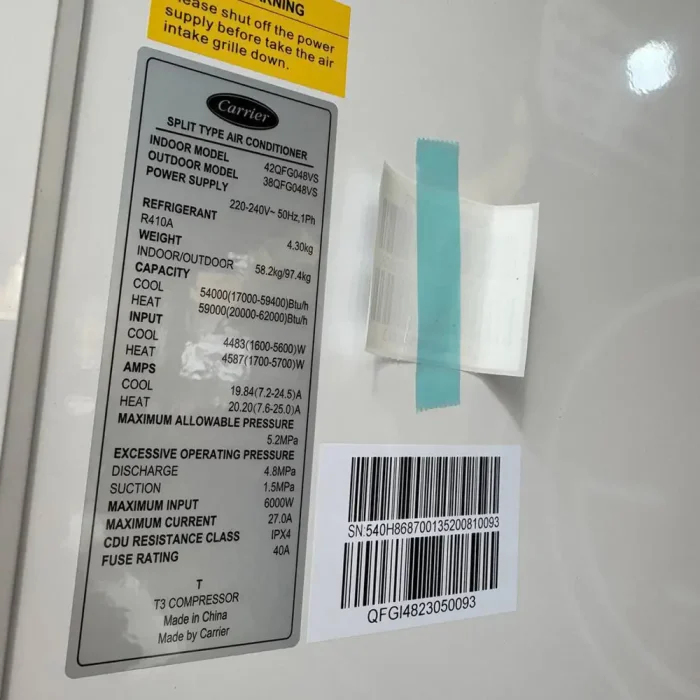 WARNING
Please shut off the power
supply before take the air
intake grille down.
Carrier
SPLIT TYPE AIR CONDITIONER
INDOOR MODEL 42QFG048VS
OUTDOOR MODEL 38QFG048VS
POWER SUPPLY
220-240V~ 50Hz,1Ph
REFRIGERANT
R410A 4.30kg
WEIGHT
INDOOR/OUTDOOR 58.2kg/97.4kg
CAPACITY
COOL 54000(17000-59400)Btu/h
HEAT 59000(20000-62000)Btu/h
INPUT
COOL 4483(1600-5600)W
HEAT 4587(1700-5700)W
AMPS
COOL 19.84(7.2-24.5)A
HEAT 20.20(7.6-25.0)A
MAXIMUM ALLOWABLE PRESSURE
5.2MPa
EXCESSIVE OPERATING PRESSURE
DISCHARGE 4.8MPa
SUCTION 1.5MPa
MAXIMUM INPUT 6000W
MAXIMUM CURRENT 27.0A
CDU RESISTANCE CLASS IPX4
FUSE RATING 40A
T
T3 COMPRESSOR
Made in China
Made by Carrier
SN:540H868700135200810093
QFGI4823050093